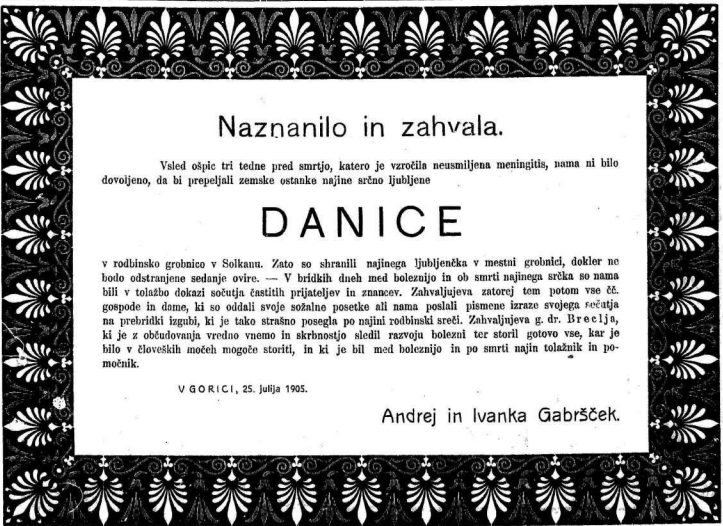 Naznanilo in zahvala.
Vsled ošpic tri tedne pred smrtjo, katero je vzročila neusmiljena meningitis, nama ni bilo
dovoljeno, da bi prepeljali zemske ostanke najine srčno ljubljene
DANICE
v rodbinsko grobnico v Solkanu. Zato so shranili najinega ljubljenčka v mestni grobnici, dokler ne
bodo odstranjene sedanje ovire. — V bridkih dneh med boleznijo in ob smrti najinega srčka so nama
bili v tolažbo dokazi sočutja častitih prijateljev in znancev. Zahvaljujeva zatorej tem potom vse čč.
gospode in dame, ki so oddali svoje sožalne posetke ali nama poslali pismene izraze svojega sečutja
na prebridki izgubi, ki je tako strašno posegla po najini rodbinski sreči. Zahvaljujeva g. dr. Breclja,
ki je z občudovanja vredno vnemo in skrbnostjo sledil razvoju bolezni ter storil gotovo vse, kar je
bilo v človeških močeh mogoče storiti, in ki je bil med boleznijo in po smrti najin tolažnik in po-
močnik.
V GORICI, 25. julija 1905.
Andrej in Ivanka Gabršček.